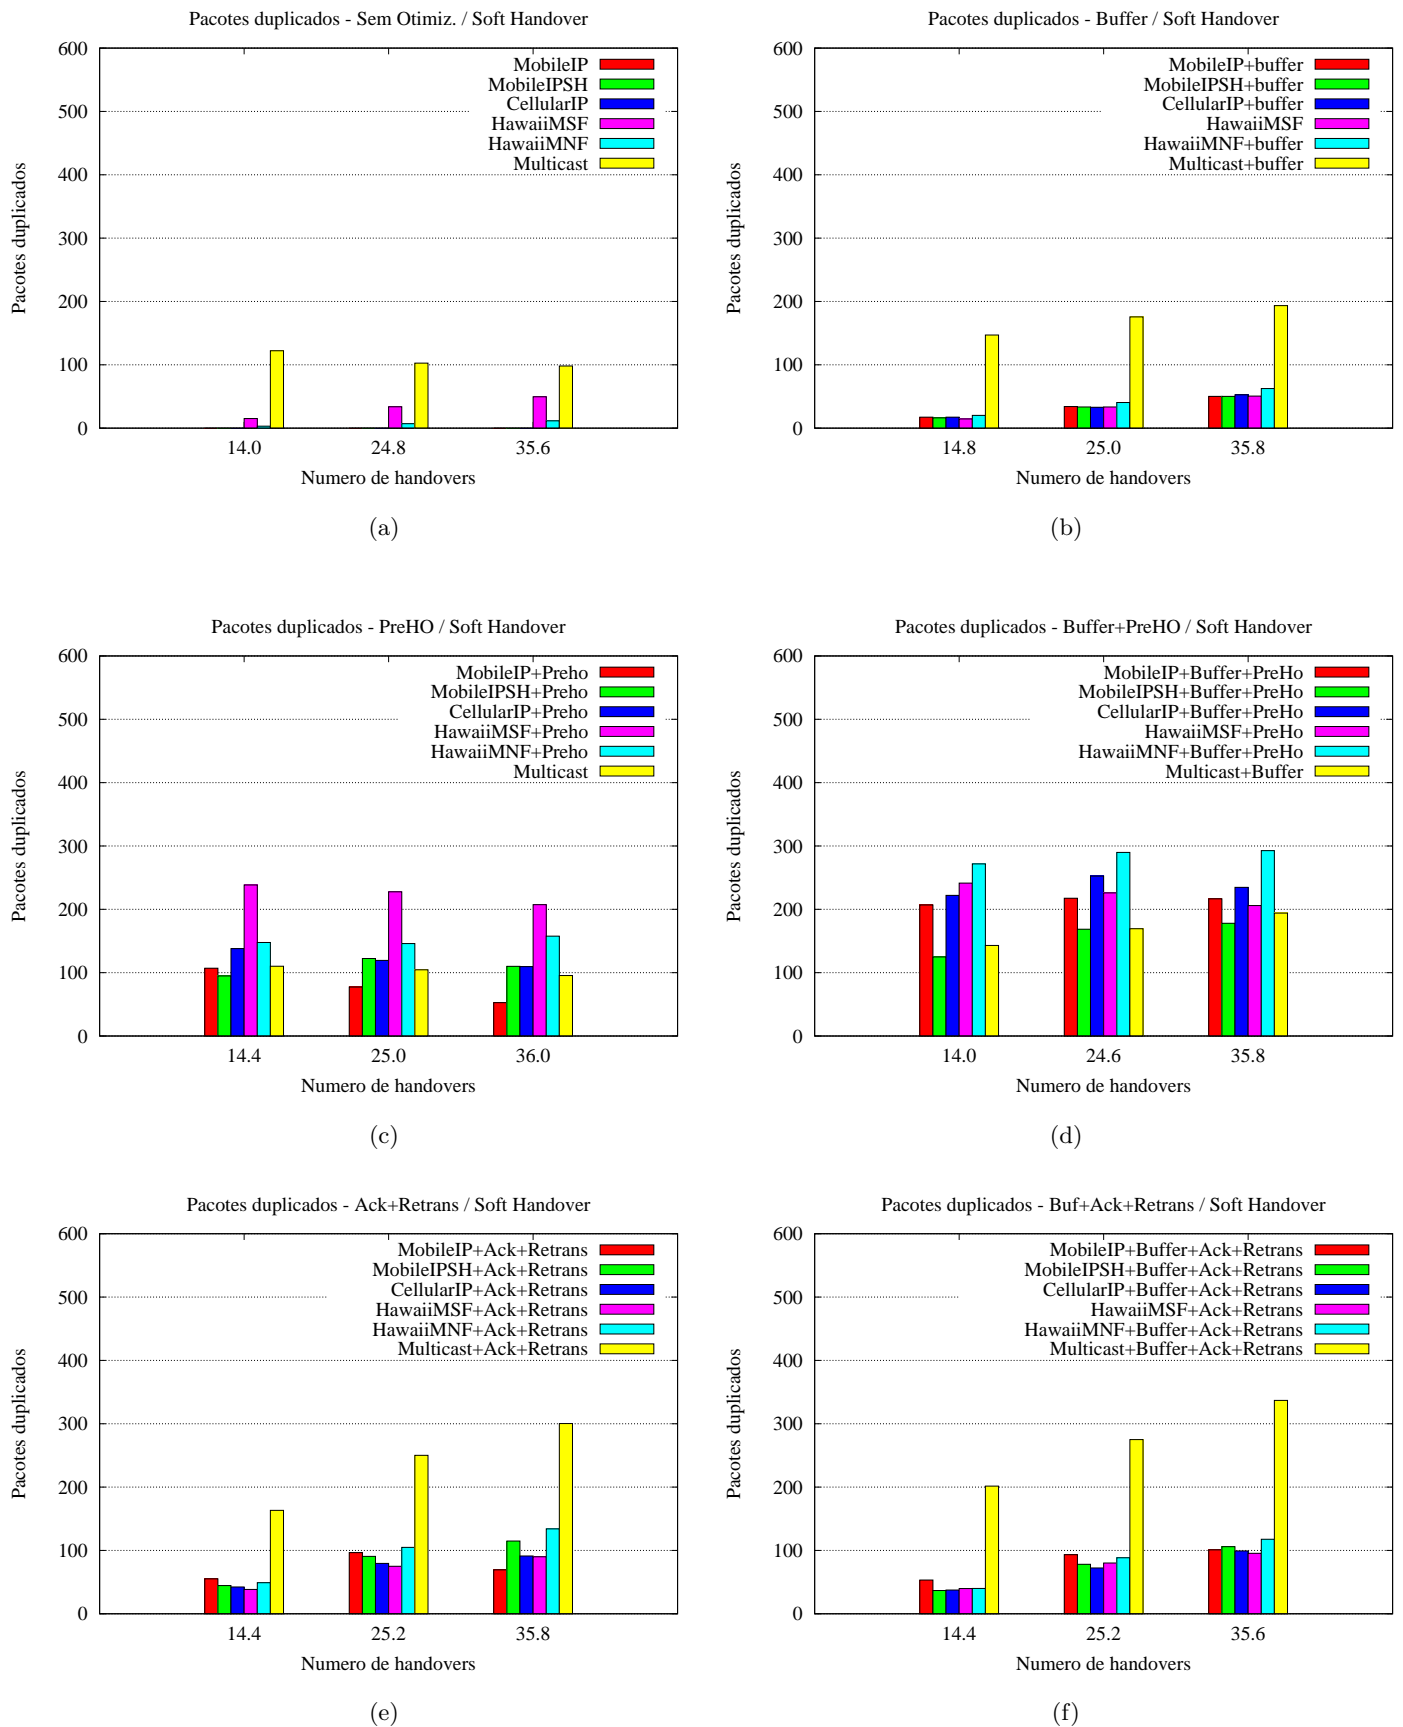 Pacotes duplicados - Sem Otimiz. / Soft Handover
600
500
400
300
200
100
0
Pacotes duplicados
MobileIP
MobileIPSH
CellularIP
HawaiiMSF
HawaiiMNF
Multicast
14.0 24.8 35.6
Numero de handovers
(a)
Pacotes duplicados - Buffer / Soft Handover
600
500
400
300
200
100
0
Pacotes duplicados
MobileIP+buffer
MobileIPSH+buffer
CellularIP+buffer
HawaiiMSF
HawaiiMNF+buffer
Multicast+buffer
14.8 25.0 35.8
Numero de handovers
(b)
Pacotes duplicados - PreHO / Soft Handover
600
500
400
300
200
100
0
Pacotes duplicados
MobileIP+Preho
MobileIPSH+Preho
CellularIP+Preho
HawaiiMSF+Preho
HawaiiMNF+Preho
Multicast
14.4 25.0 36.0
Numero de handovers
(c)
Pacotes duplicados - Buffer+PreHO / Soft Handover
600
500
400
300
200
100
0
Pacotes duplicados
MobileIP+Buffer+PreHo
MobileIPSH+Buffer+PreHo
CellularIP+Buffer+PreHo
HawaiiMSF+PreHo
HawaiiMNF+Buffer+PreHo
Multicast+Buffer
14.0 24.6 35.8
Numero de handovers
(d)
Pacotes duplicados - Ack+Retrans / Soft Handover
600
500
400
300
200
100
0
Pacotes duplicados
MobileIP+Ack+Retrans
MobileIPSH+Ack+Retrans
CellularIP+Ack+Retrans
HawaiiMSF+Ack+Retrans
HawaiiMNF+Ack+Retrans
Multicast+Ack+Retrans
14.4 25.2 35.8
Numero de handovers
(e)
Pacotes duplicados - Buf+Ack+Retrans / Soft Handover
600
500
400
300
200
100
0
Pacotes duplicados
MobileIP+Buffer+Ack+Retrans
MobileIPSH+Buffer+Ack+Retrans
CellularIP+Buffer+Ack+Retrans
HawaiiMSF+Ack+Retrans
HawaiiMNF+Buffer+Ack+Retrans
Multicast+Buffer+Ack+Retrans
14.4 25.2 35.6
Numero de handovers
(f)